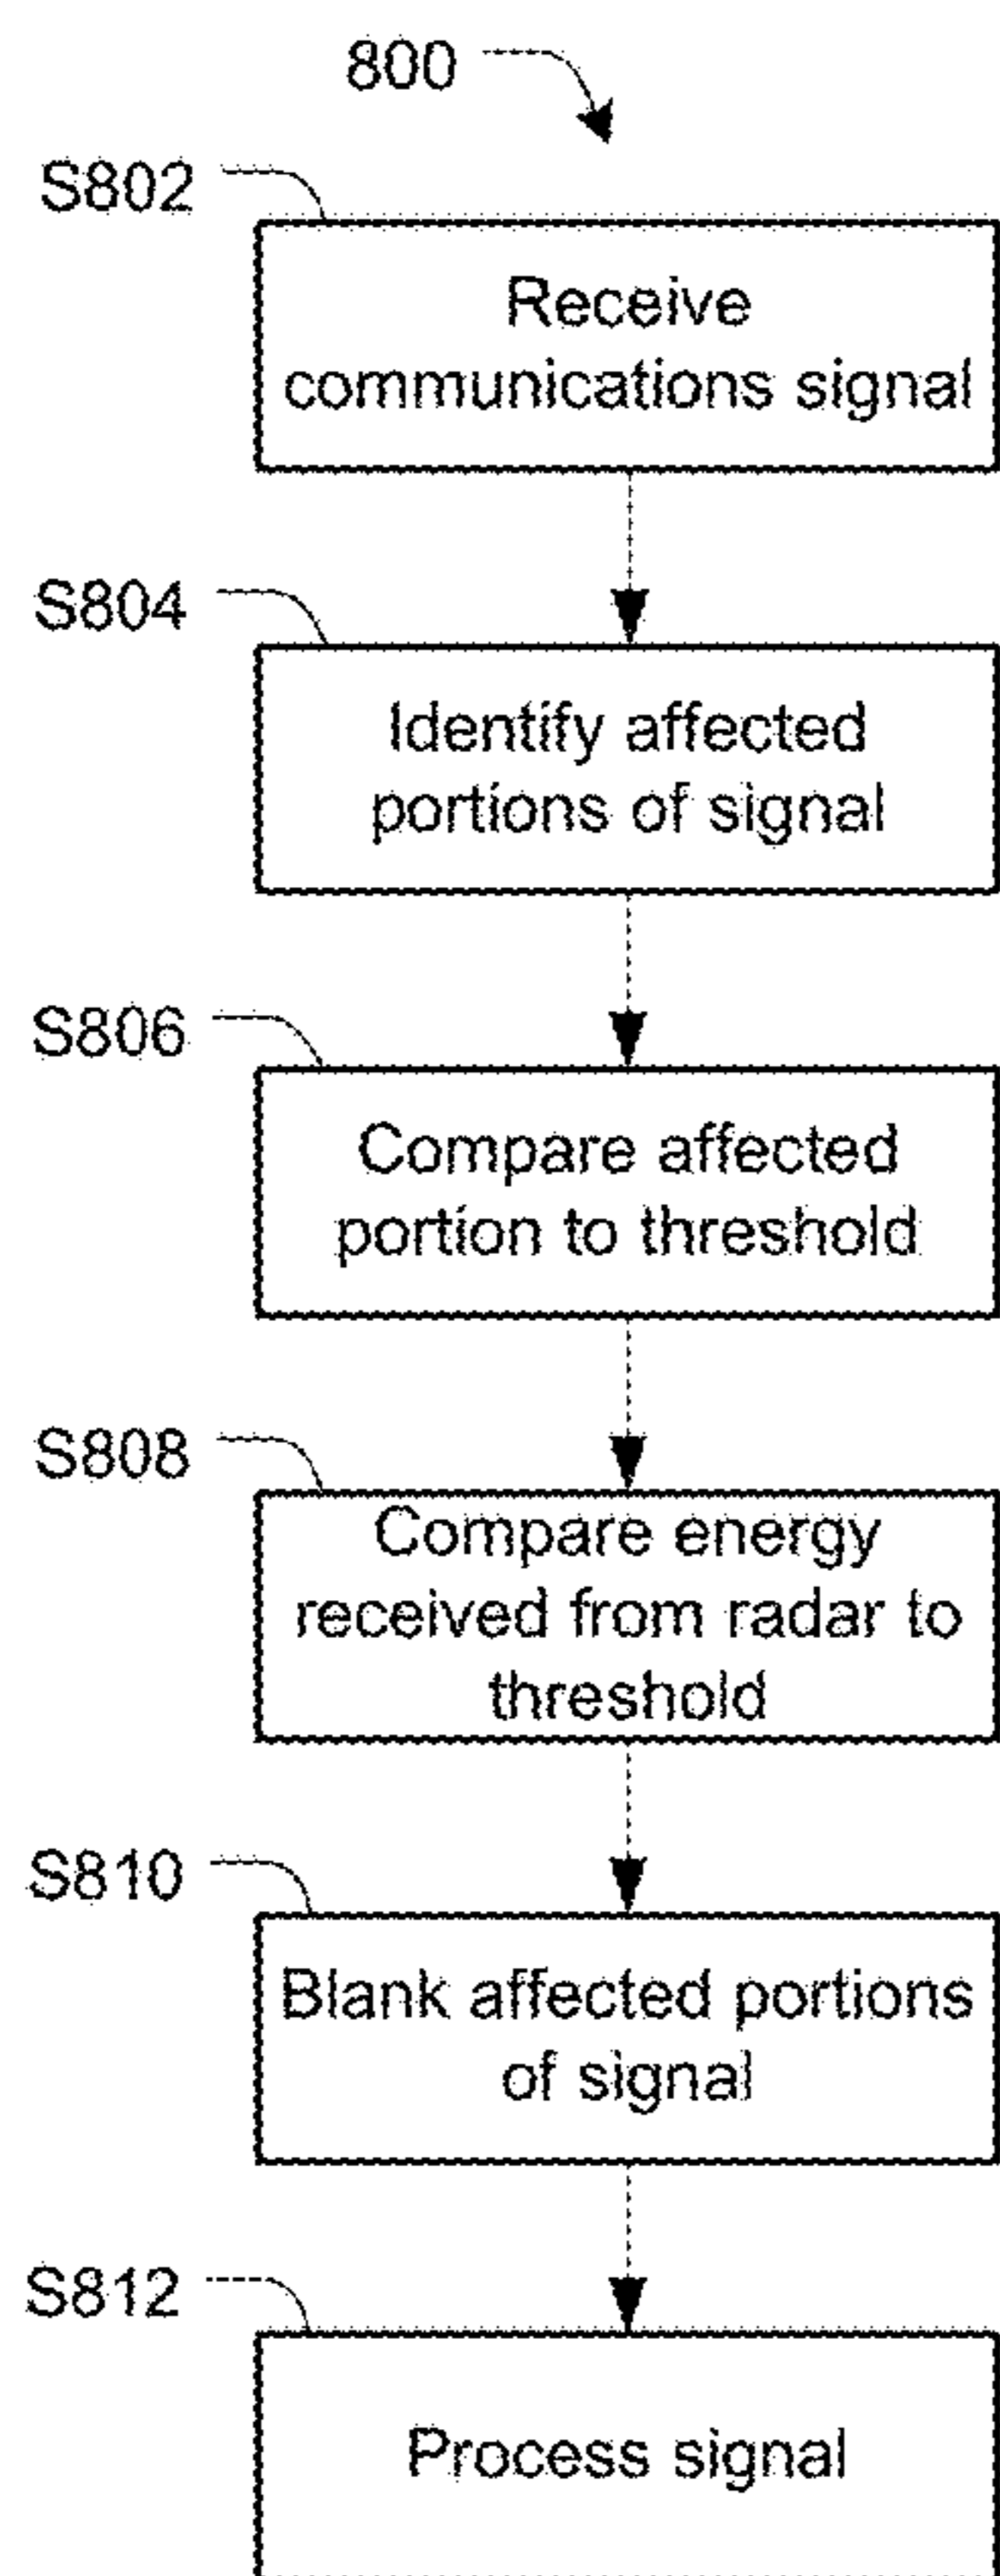 800
S802
Receive
communications signal
S804
Identify affected
portions of signal
S806
Compare affected
portion to threshold
S808
Compare energy
received from radar to
threshold
S810
Blank affected portions
of signal
S812
Process signal